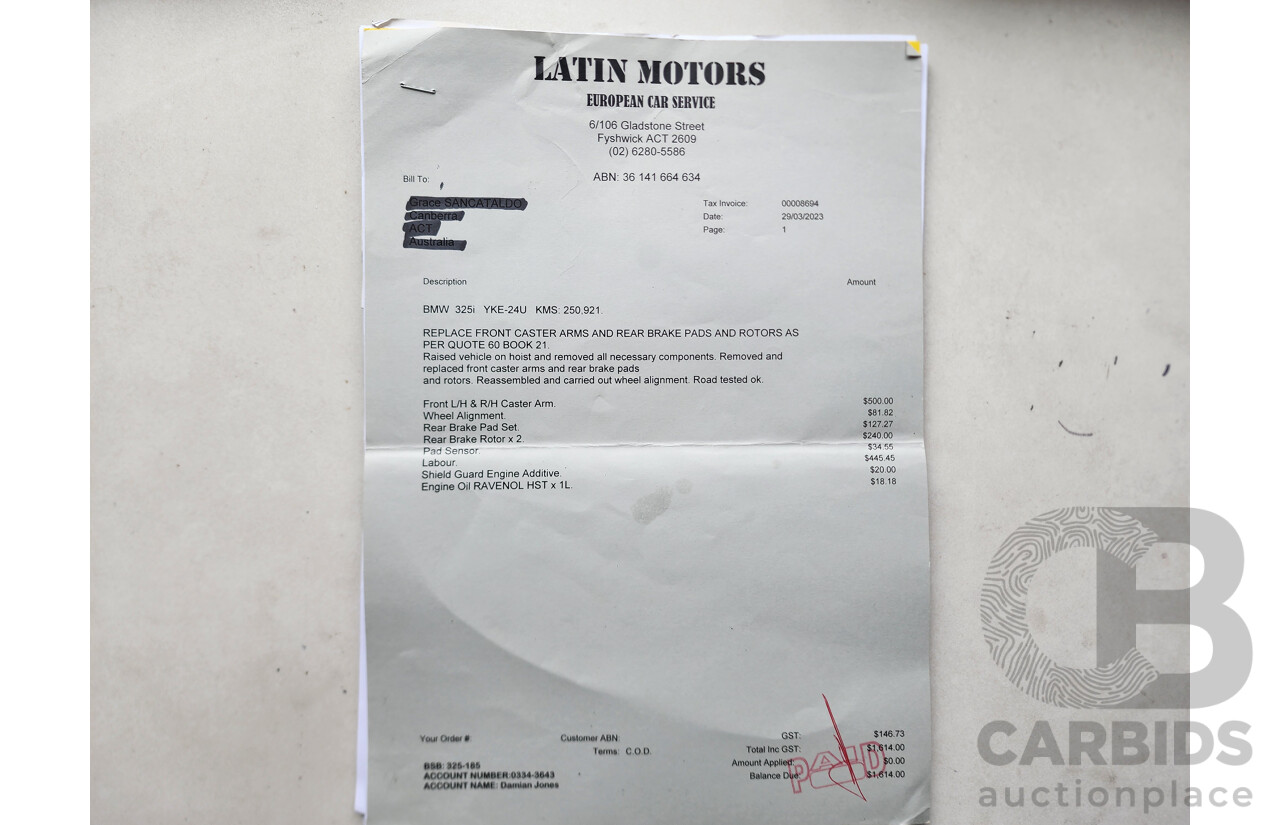 LATIN MOTORS
EUROPEAN CAR SERVICE
6/106 Gladstone Street
Fyshwick ACT 2609
(02) 6280-5586
ABN: 36 141 664 634
Bill To:
Grace SANCATALDO
Canberra
ACT
Australia
Tax Invoice: 00008694
Date: 29/03/2023
Page: 1
Description Amount
BMW 325i YKE-24U KMS: 250,921.
REPLACE FRONT CASTER ARMS AND REAR BRAKE PADS AND ROTORS AS
PER QUOTE 60 BOOK 21.
Raised vehicle on hoist and removed all necessary components. Removed and
replaced front caster arms and rear brake pads
and rotors. Reassembled and carried out wheel alignment. Road tested ok.
Front L/H & R/H Caster Arm. $500.00
Wheel Alignment. $81.82
Rear Brake Pad Set. $127.27
Rear Brake Rotor x 2. $240.00
Pad Sensor. $34.55
Labour. $445.45
Shield Guard Engine Additive. $20.00
Engine Oil RAVENOL HST x 1L. $18.18
Your Order #: Customer ABN: GST: $146.73
Terms: C.O.D. Total Inc GST: $1,614.00
BSB: 325-185 Amount Applied: $0.00
ACCOUNT NUMBER:0334-3643 Balance Due: $1,614.00
ACCOUNT NAME: Damian Jones
PAID
CB
CARBIDS
auctionplace